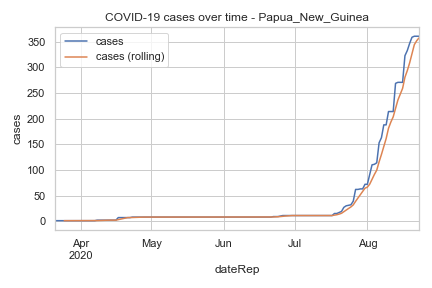 COVID-19 cases over time - Papua_New_Guinea
cases
cases (rolling)
350
300
250
200
150
100
50
0
cases
Apr
2020
May
Jun
Jul
Aug
dateRep